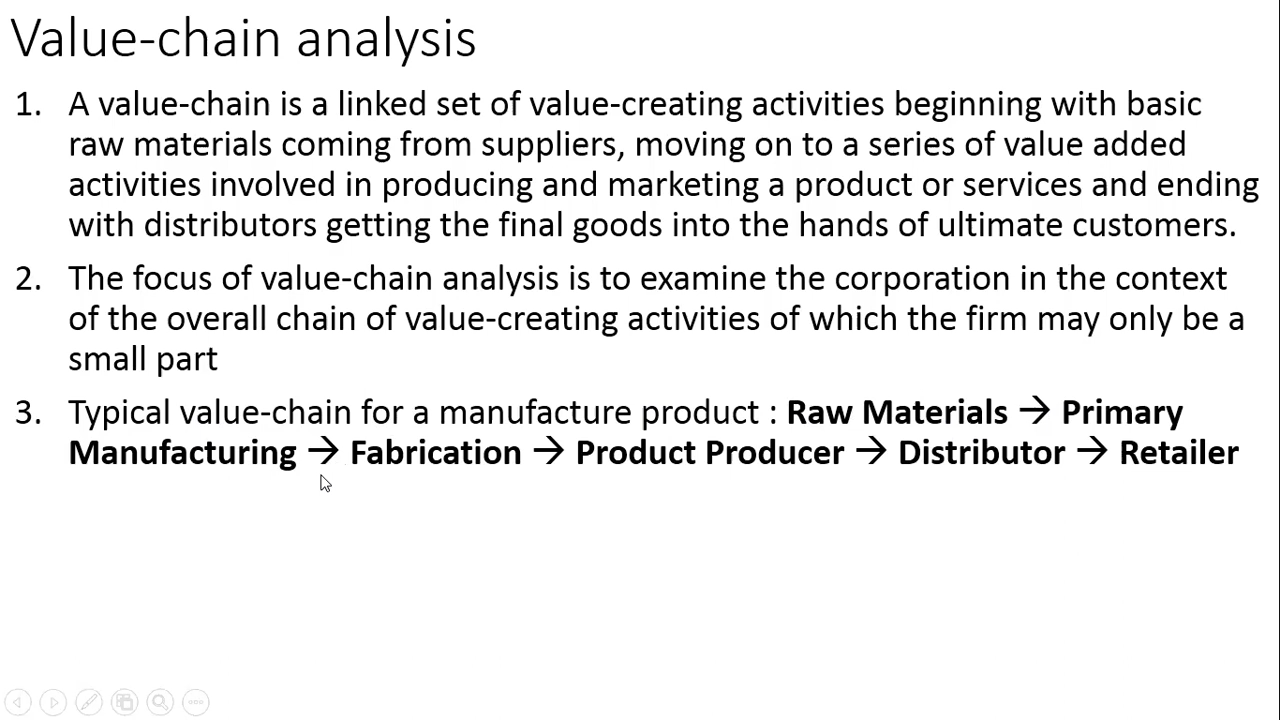 Value-chain analysis
1. A value-chain is a linked set of value-creating activities beginning with basic
raw materials coming from suppliers, moving on to a series of value added
activities involved in producing and marketing a product or services and ending
with distributors getting the final goods into the hands of ultimate customers.
2. The focus of value-chain analysis is to examine the corporation in the context
of the overall chain of value-creating activities of which the firm may only be a
small part
3. Typical value-chain for a manufacture product : Raw Materials → Primary
Manufacturing → Fabrication → Product Producer → Distributor → Retailer